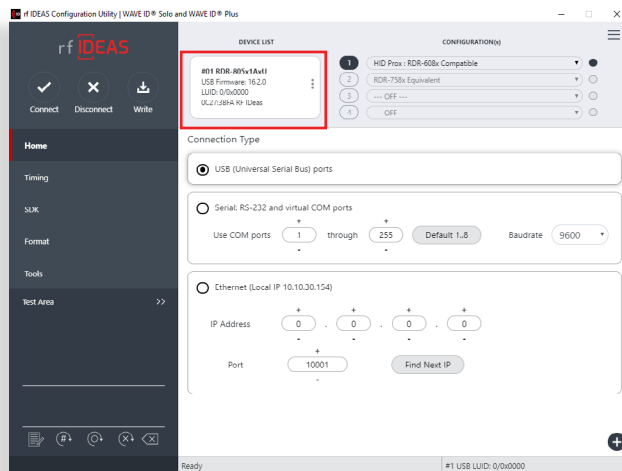 rf IDEAS Configuration Utility | WAVE ID® Solo and WAVE ID® Plus
rf IDEAS
Connect
Disconnect
Write
Home
Timing
SDK
Format
Tools
Test Area >>
DEVICE LIST
#01 RDR-805x1AxU
USB Firmware: 16.2.0
LUID: 0/0x0000
0C27:3BFA RF IDeas
CONFIGURATION(s)
1 HID Prox : RDR-608x Compatible
2 RDR-758x Equivalent
3 --- OFF ---
4 OFF
Connection Type
USB (Universal Serial Bus) ports
Serial: RS-232 and virtual COM ports
+ +
Use COM ports 1 through 255 Default 1..8 Baudrate 9600
- -
Ethernet (Local IP 10.10.30.154)
+ + + +
IP Address 0 . 0 . 0 . 0
- - - -
+
Port 10001 Find Next IP
-
Ready #1 USB LUID: 0/0x0000